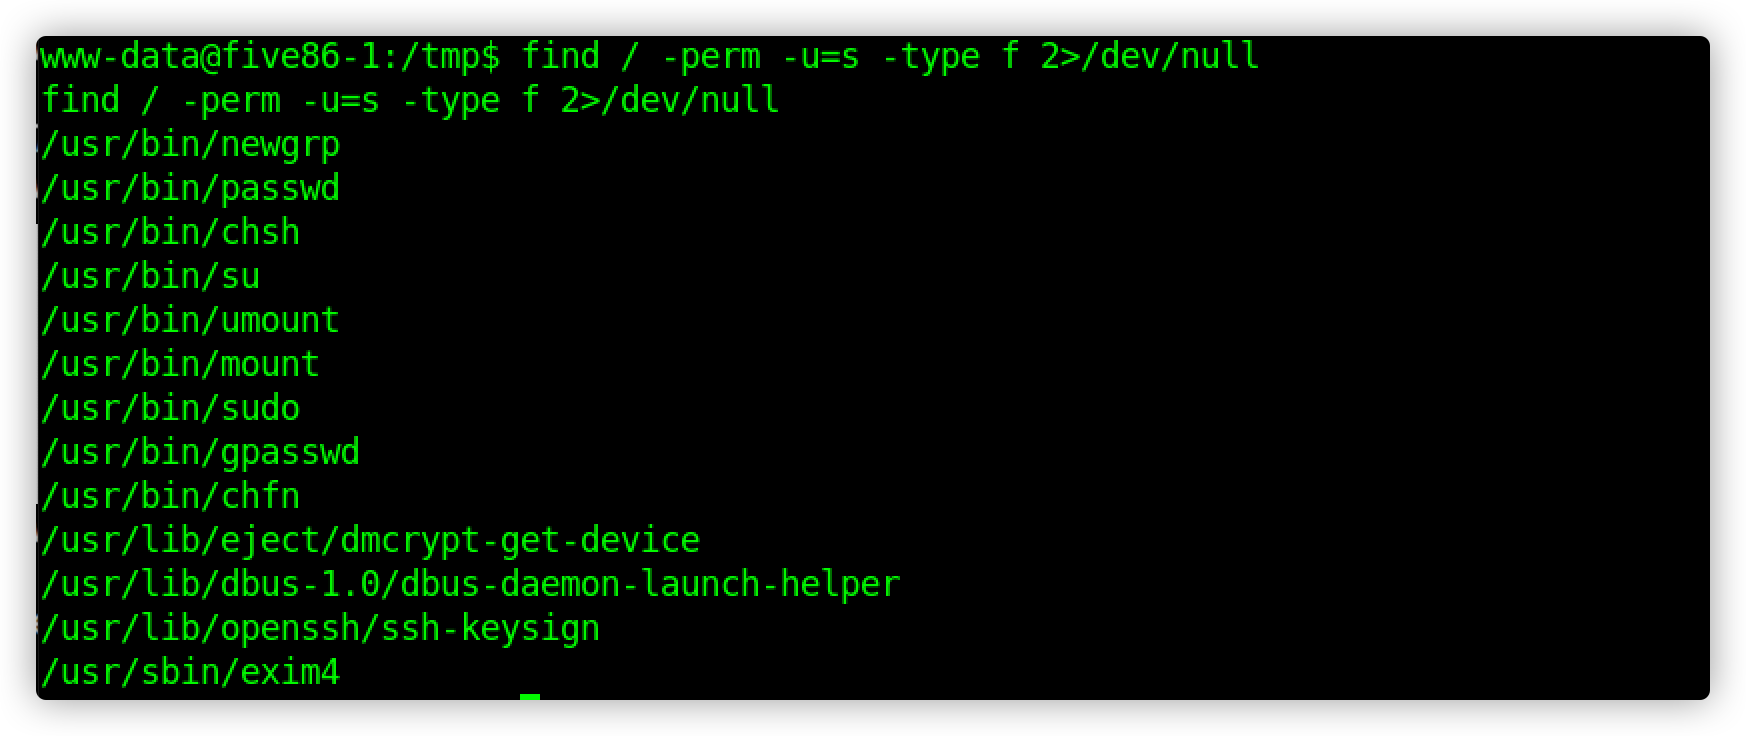 www-data@five86-1:/tmp$ find / -perm -u=s -type f 2>/dev/null
find / -perm -u=s -type f 2>/dev/null
/usr/bin/newgrp
/usr/bin/passwd
/usr/bin/chsh
/usr/bin/su
/usr/bin/umount
/usr/bin/mount
/usr/bin/sudo
/usr/bin/gpasswd
/usr/bin/chfn
/usr/lib/eject/dmcrypt-get-device
/usr/lib/dbus-1.0/dbus-daemon-launch-helper
/usr/lib/openssh/ssh-keysign
/usr/sbin/exim4